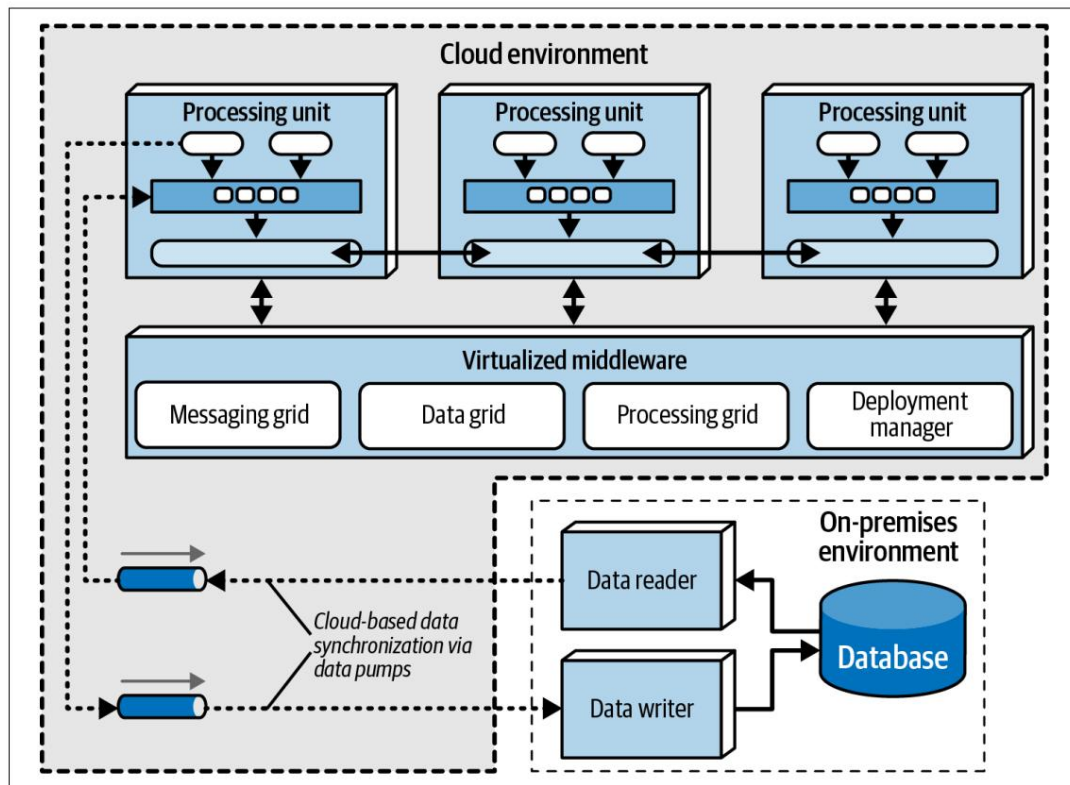 Cloud environment
Processing unit
Processing unit
Processing unit
Virtualized middleware
Messaging grid
Data grid
Processing grid
Deployment
manager
On-premises
environment
Data reader
Database
Data writer
Cloud-based data
synchronization via
data pumps